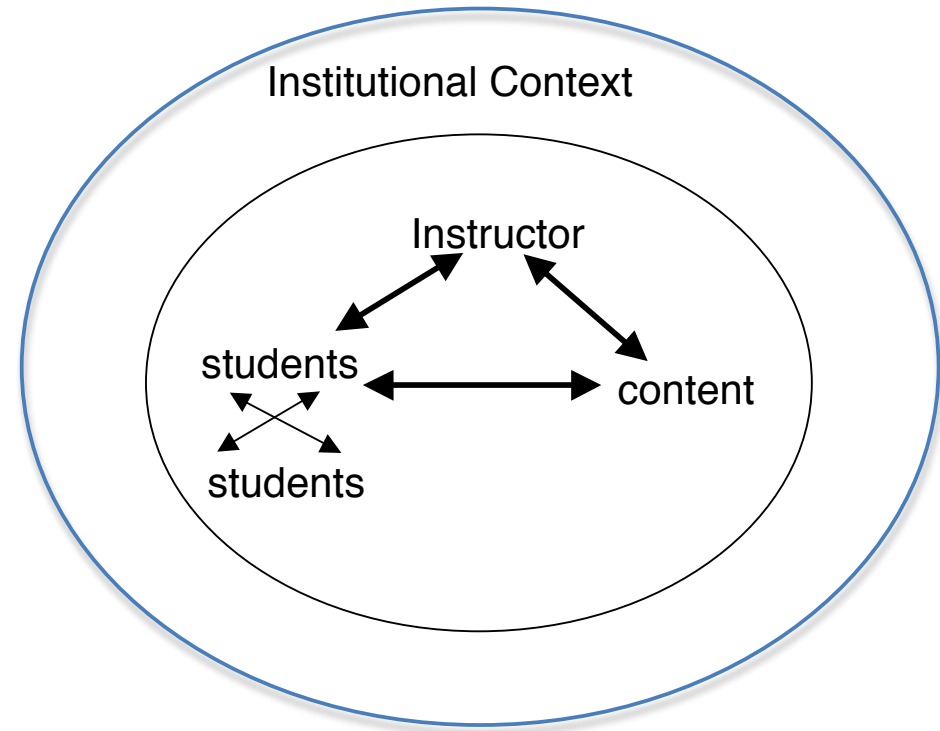 Institutional Context
Instructor
students
content
students